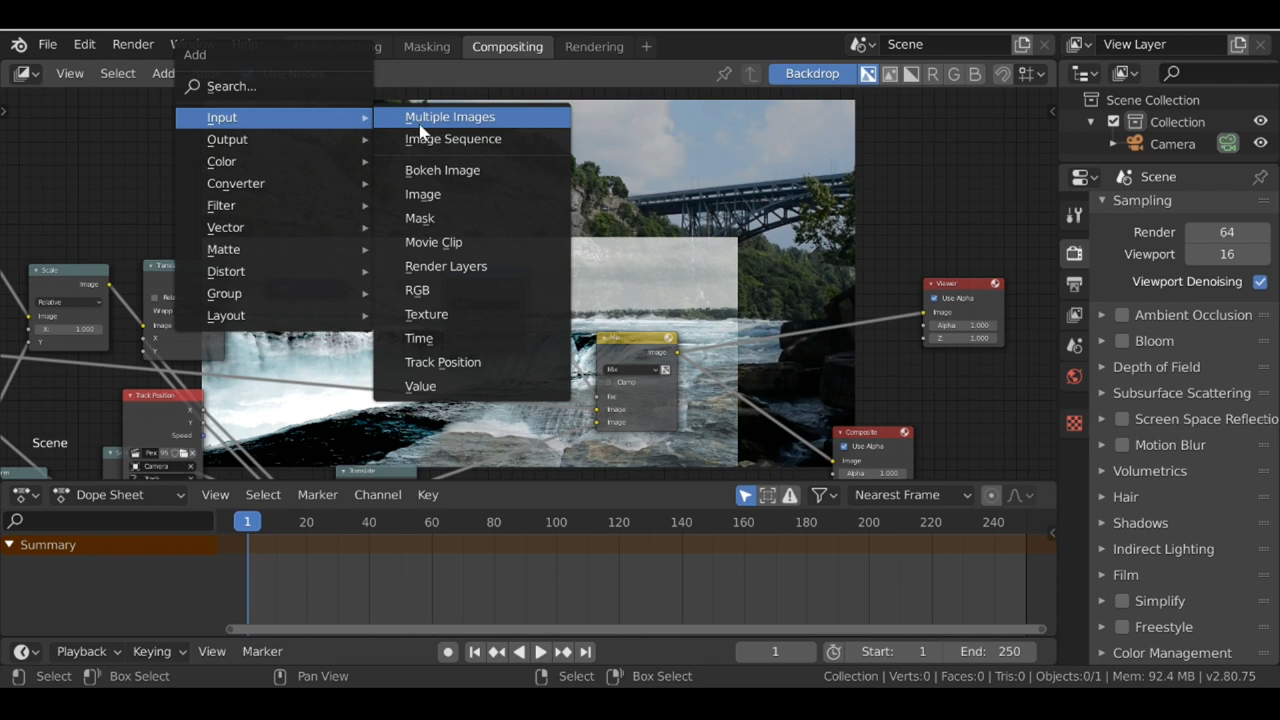 File Edit Render Masking Compositing Rendering + Scene View Layer
Add
View Select Add Backdrop R G B
Search...
Input
Output
Color
Converter
Filter
Vector
Matte
Distort
Group
Layout
Multiple Images
Image Sequence
Bokeh Image
Image
Mask
Movie Clip
Render Layers
RGB
Texture
Time
Track Position
Value
Scale
Image
Relative
Image
X: 1.000
Y
Image
X
Y
Track Position
X
Y
Speed
Camera
Translate
Mix
Image
Mix
Clamp
Fac
Image
Image
Viewer
Use Alpha
Image
Alpha 1.000
Z: 1.000
Composite
Use Alpha
Image
Alpha 1.000
Scene
Scene Collection
Collection
Camera
Scene
Sampling
Render 64
Viewport 16
Viewport Denoising
Ambient Occlusion
Bloom
Depth of Field
Subsurface Scattering
Screen Space Reflectio
Motion Blur
Volumetrics
Hair
Shadows
Indirect Lighting
Film
Simplify
Freestyle
Color Management
Dope Sheet View Select Marker Channel Key Nearest Frame
1 20 40 60 80 100 120 140 160 180 200 220 240
Summary
Playback Keying View Marker 1 Start: 1 End: 250
Select Box Select Pan View Select Box Select Collection | Verts:0 | Faces:0 | Tris:0 | Objects:0/1 | Mem: 92.4 MB | v2.80.75